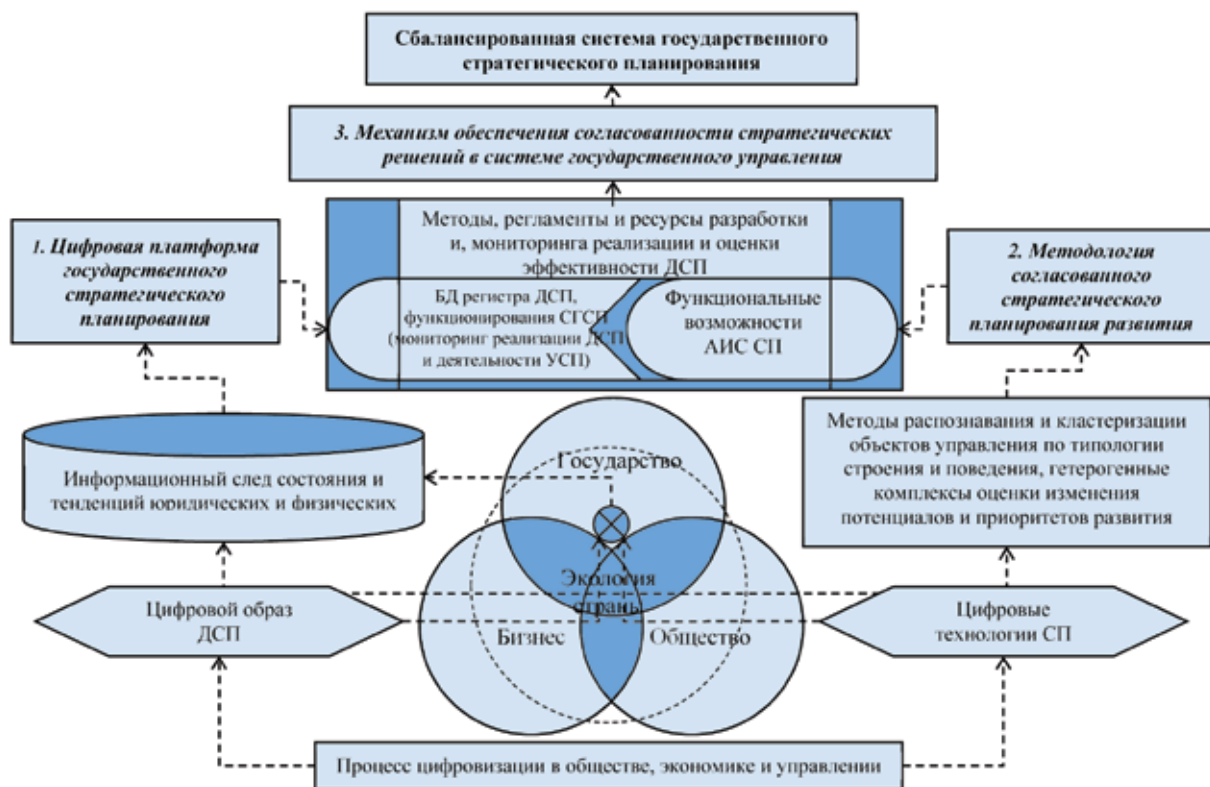 Сбалансированная система государственного
стратегического планирования
3. Механизм обеспечения согласованности стратегических
решений в системе государственного управления
Методы, регламенты и ресурсы разработки
и, мониторинга реализации и оценки
эффективности ДСП
1. Цифровая платформа
государственного
стратегического
планирования
2. Методология
согласованного
стратегического
планирования развития
БД регистра ДСП,
функционирования СГСП
(мониторинг реализации ДСП
и деятельности УСП)
Функциональные
возможности
АИС СП
Информационный след состояния и
тенденций юридических и физических
Государство
Методы распознавания и кластеризации
объектов управления по типологии
строения и поведения, гетерогенные
комплексы оценки изменения
потенциалов и приоритетов развития
Экология
страны
Бизнес
Общество
Цифровой образ
ДСП
Цифровые
технологии СП
Процесс цифровизации в обществе, экономике и управлении